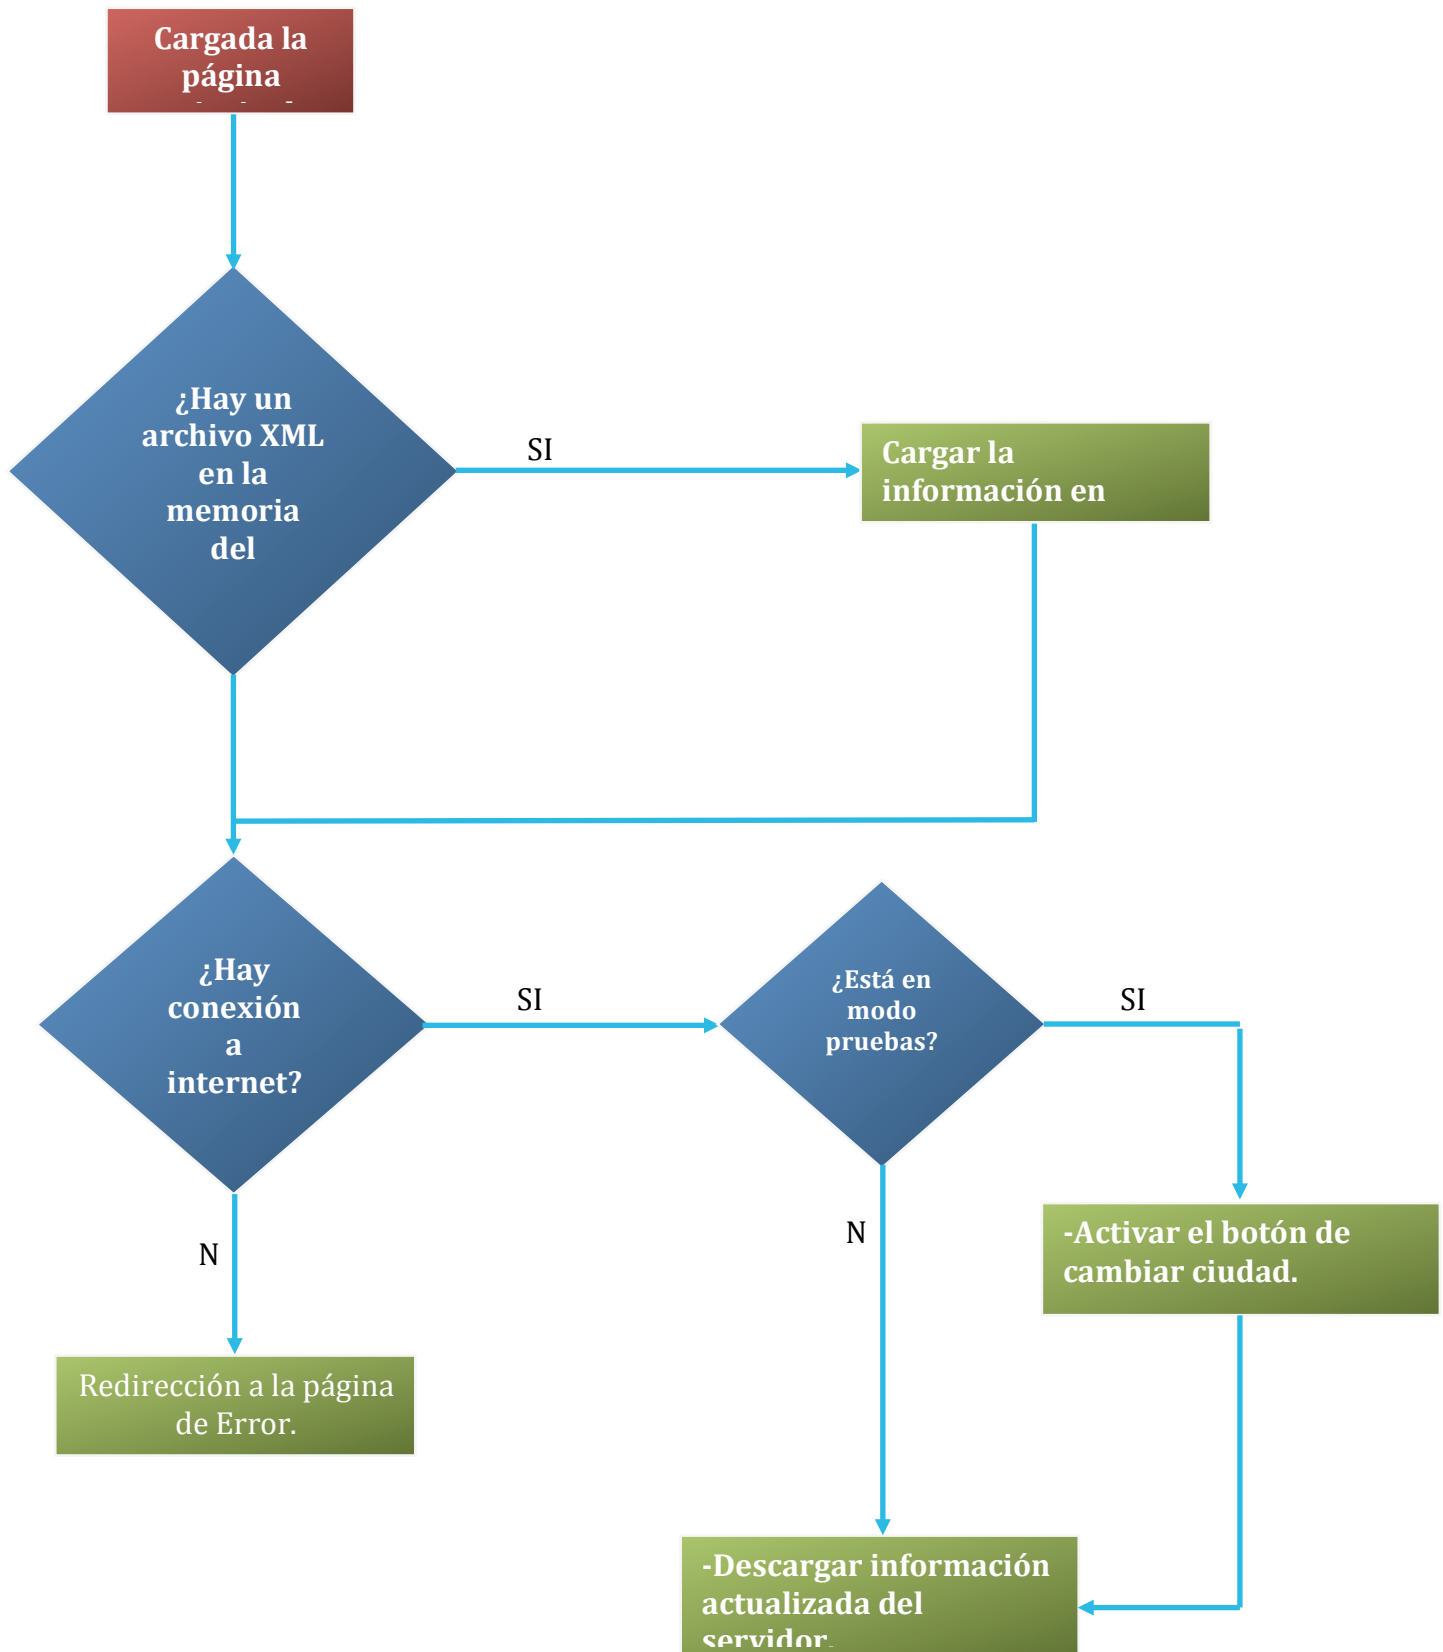 Cargada la
página
¿Hay un
archivo XML
en la
memoria
del
SI
Cargar la
información en
¿Hay
conexión
a
internet?
SI
¿Está en
modo
pruebas?
SI
N
N
-Activar el botón de
cambiar ciudad.
Redirección a la página
de Error.
-Descargar información
actualizada del
servidor.